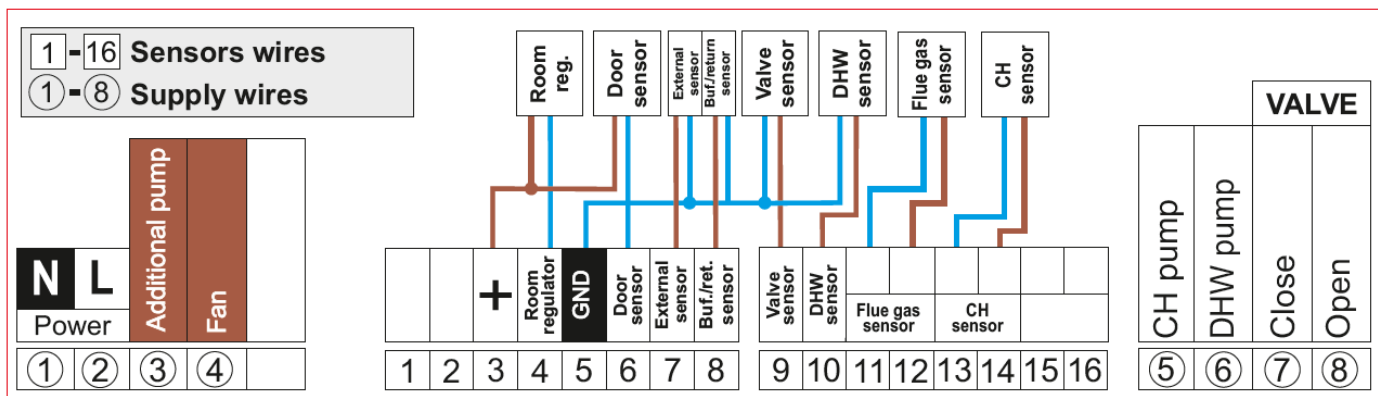 1 - 16 Sensors wires
1 - 8 Supply wires
Room
reg.
Door
sensor
External
sensor
Buf./return
sensor
Valve
sensor
DHW
sensor
Flue gas
sensor
CH
sensor
VALVE
N
L
Power
Additional pump
Fan
+
Room
regulator
GND
Door
sensor
External
sensor
Buf./ret.
sensor
Valve
sensor
DHW
sensor
Flue gas
sensor
CH
sensor
CH pump
DHW pump
Close
Open
1 2 3 4
1 2 3 4 5 6 7 8
9 10 11 12 13 14 15 16
5 6 7 8